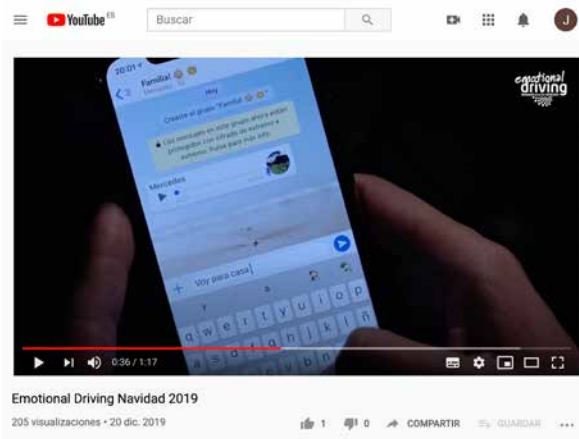 YouTube ES
Buscar
J
emotional
driving
20:01
2
Familia!
Mercedes
Hoy
Creaste el grupo "Familia!
Los mensajes en este grupo ahora están
protegidos con cifrado de extremo a
extremo. Pulsa para más info.
Mercedes
Voy para casa
y a
q w e r t y u i o p
a s d f g h j k l ñ
v b n
0:36 / 1:17
Emotional Driving Navidad 2019
205 visualizaciones • 20 dic. 2019
1
0
COMPARTIR
GUARDAR